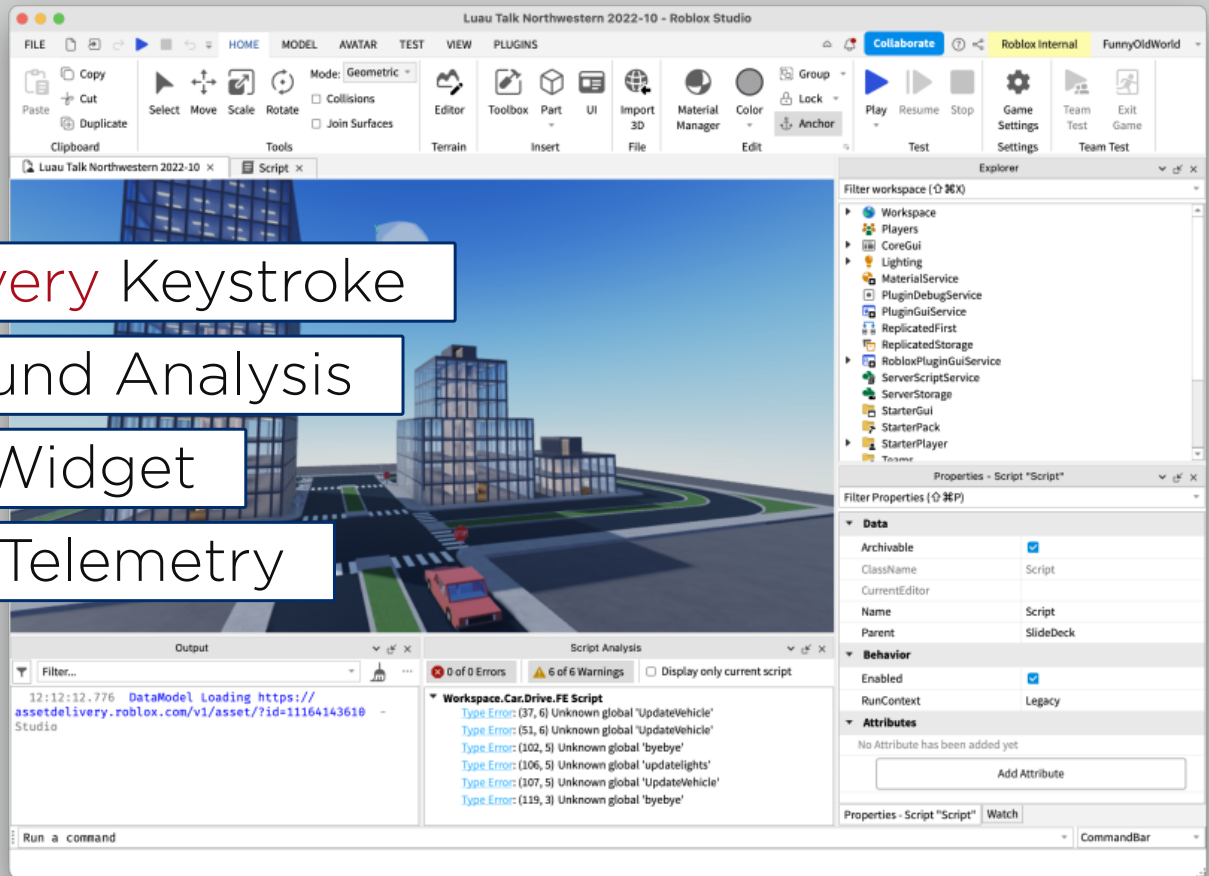 Luau Talk Northwestern 2022-10 - Roblox Studio
FILE HOME MODEL AVATAR TEST VIEW PLUGINS Collaborate Roblox Internal FunnyOldWorld
Paste Copy Cut Duplicate
Clipboard
Select Move Scale Rotate
Mode: Geometric
Collisions
Join Surfaces
Tools
Editor
Terrain
Toolbox Part UI
Insert
Import 3D
File
Material Manager Color
Group
Lock
Anchor
Edit
Play Resume Stop
Test
Game Settings
Settings
Team Test Exit Game
Team Test
Luau Talk Northwestern 2022-10 × Script ×
very Keystroke
und Analysis
Widget
Telemetry
Explorer
Filter workspace (⇧⌘X)
Workspace
Players
CoreGui
Lighting
MaterialService
PluginDebugService
PluginGuiService
ReplicatedFirst
ReplicatedStorage
RobloxPluginGuiService
ServerScriptService
ServerStorage
StarterGui
StarterPack
StarterPlayer
Teams
Properties - Script "Script"
Filter Properties (⇧⌘P)
Data
Archivable
ClassName Script
CurrentEditor
Name Script
Parent SlideDeck
Behavior
Enabled
RunContext Legacy
Attributes
No Attribute has been added yet
Add Attribute
Properties - Script "Script" Watch
Output
Filter...
12:12:12.776 DataModel Loading https://
assetdelivery.roblox.com/v1/asset/?id=11164143610 -
Studio
Script Analysis
0 of 0 Errors 6 of 6 Warnings Display only current script
Workspace.Car.Drive.FE Script
Type Error: (37, 6) Unknown global 'UpdateVehicle'
Type Error: (51, 6) Unknown global 'UpdateVehicle'
Type Error: (102, 5) Unknown global 'byebye'
Type Error: (106, 5) Unknown global 'updatelights'
Type Error: (107, 5) Unknown global 'UpdateVehicle'
Type Error: (119, 3) Unknown global 'byebye'
Run a command CommandBar